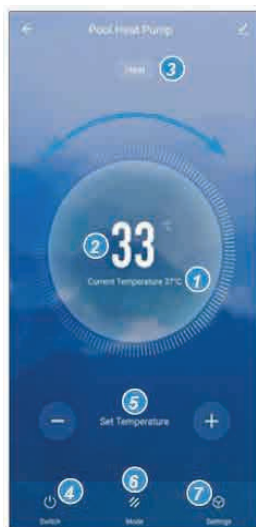 Pool Heat Pump
Heat 3
2 33 °C
Current Temperature 37°C 1
5
Set Temperature
4 6 7
Switch Mode Settings